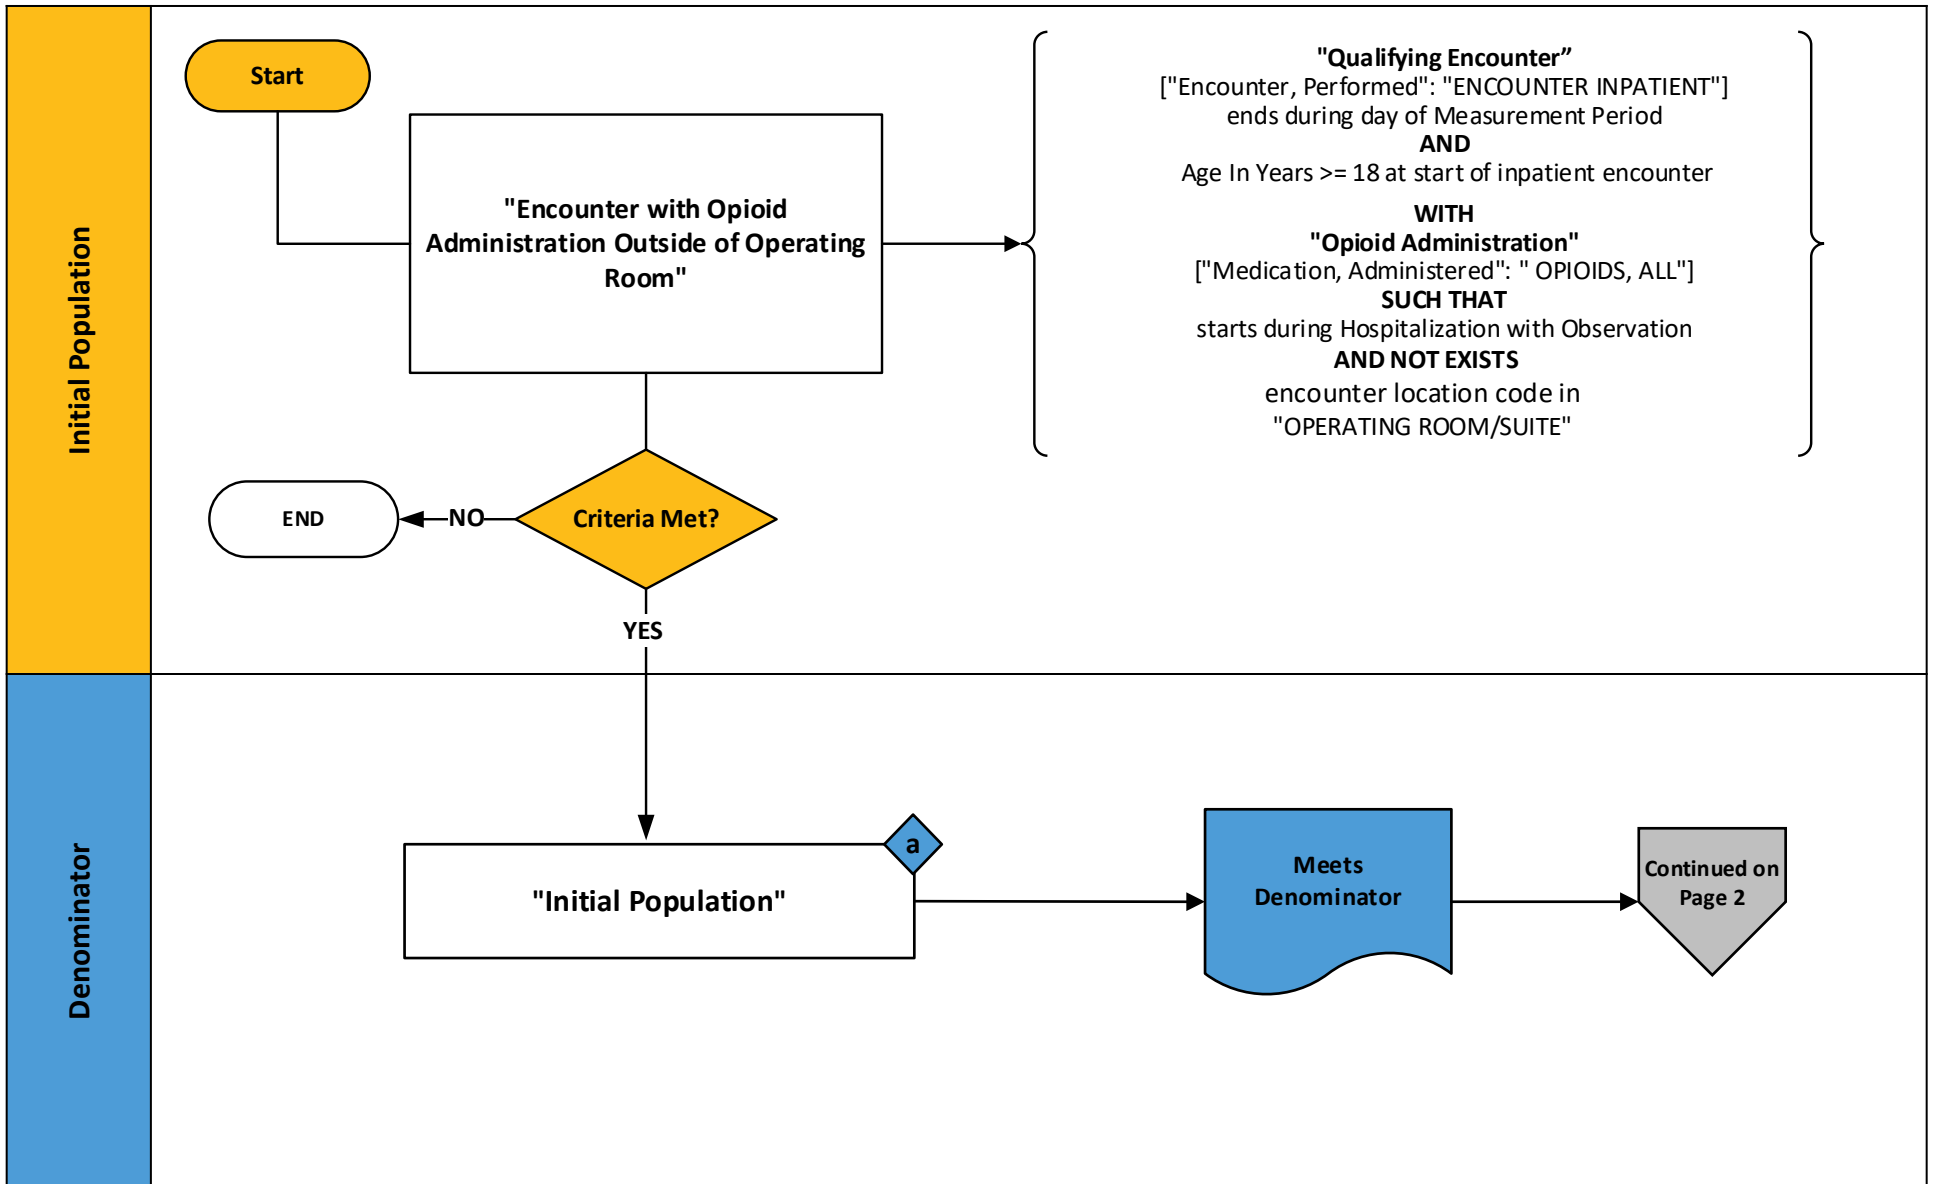 Initial Population
Start
"Encounter with Opioid
Administration Outside of Operating
Room"
"Qualifying Encounter”
["Encounter, Performed": "ENCOUNTER INPATIENT"]
ends during day of Measurement Period
AND
Age In Years >= 18 at start of inpatient encounter
WITH
"Opioid Administration"
["Medication, Administered": " OPIOIDS, ALL"]
SUCH THAT
starts during Hospitalization with Observation
AND NOT EXISTS
encounter location code in
"OPERATING ROOM/SUITE"
END
NO
Criteria Met?
YES
Denominator
"Initial Population"
a
Meets
Denominator
Continued on
Page 2